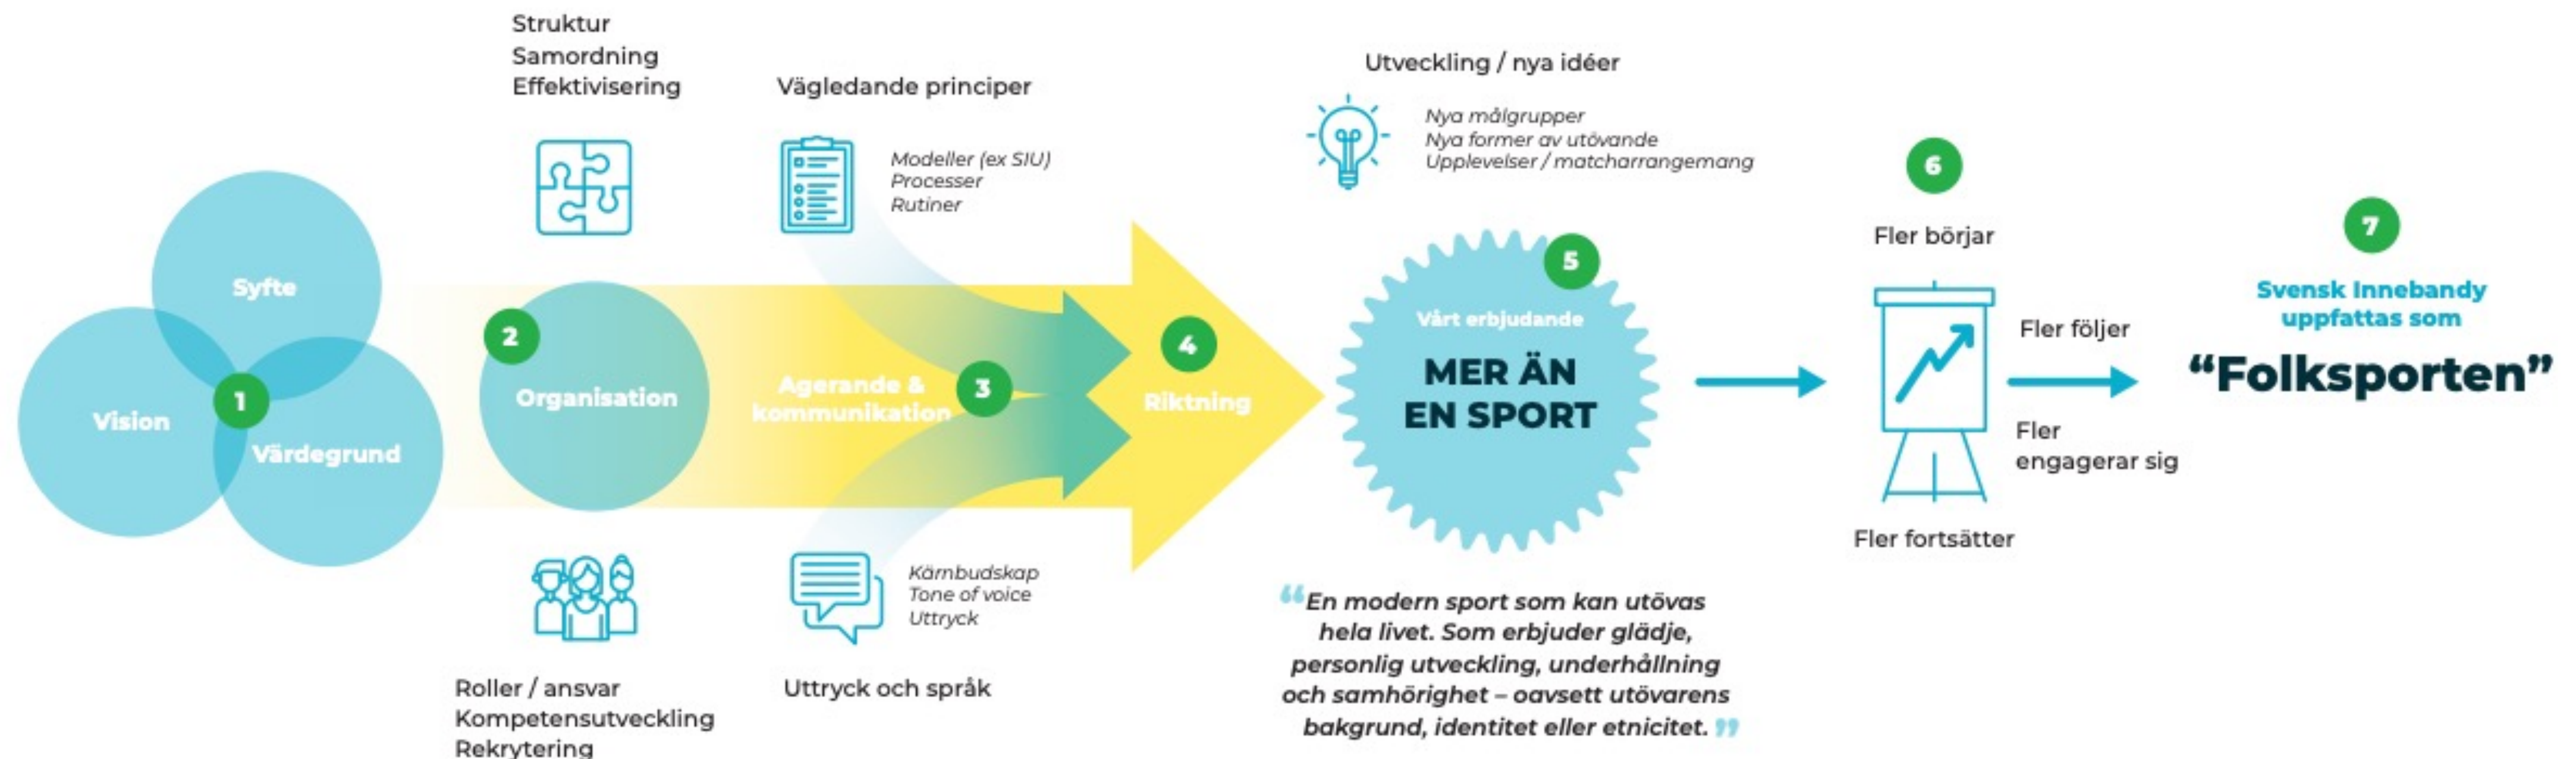 Syfte
Vision
Värdegrund
1
Struktur
Samordning
Effektivisering
2
Organisation
Roller / ansvar
Kompetensutveckling
Rekrytering
Vägledande principer
Modeller (ex SIU)
Processer
Rutiner
Agerande &
kommunikation
3
Kärnbudskap
Tone of voice
Uttryck
Uttryck och språk
4
Riktning
Utveckling / nya idéer
Nya målgrupper
Nya former av utövande
Upplevelser / matcharrangemang
5
Vårt erbjudande
MER ÄN
EN SPORT
“En modern sport som kan utövas
hela livet. Som erbjuder glädje,
personlig utveckling, underhållning
och samhörighet – oavsett utövarens
bakgrund, identitet eller etnicitet.”
6
Fler börjar
Fler följer
Fler
engagerar sig
Fler fortsätter
7
Svensk Innebandy
uppfattas som
“Folksporten”